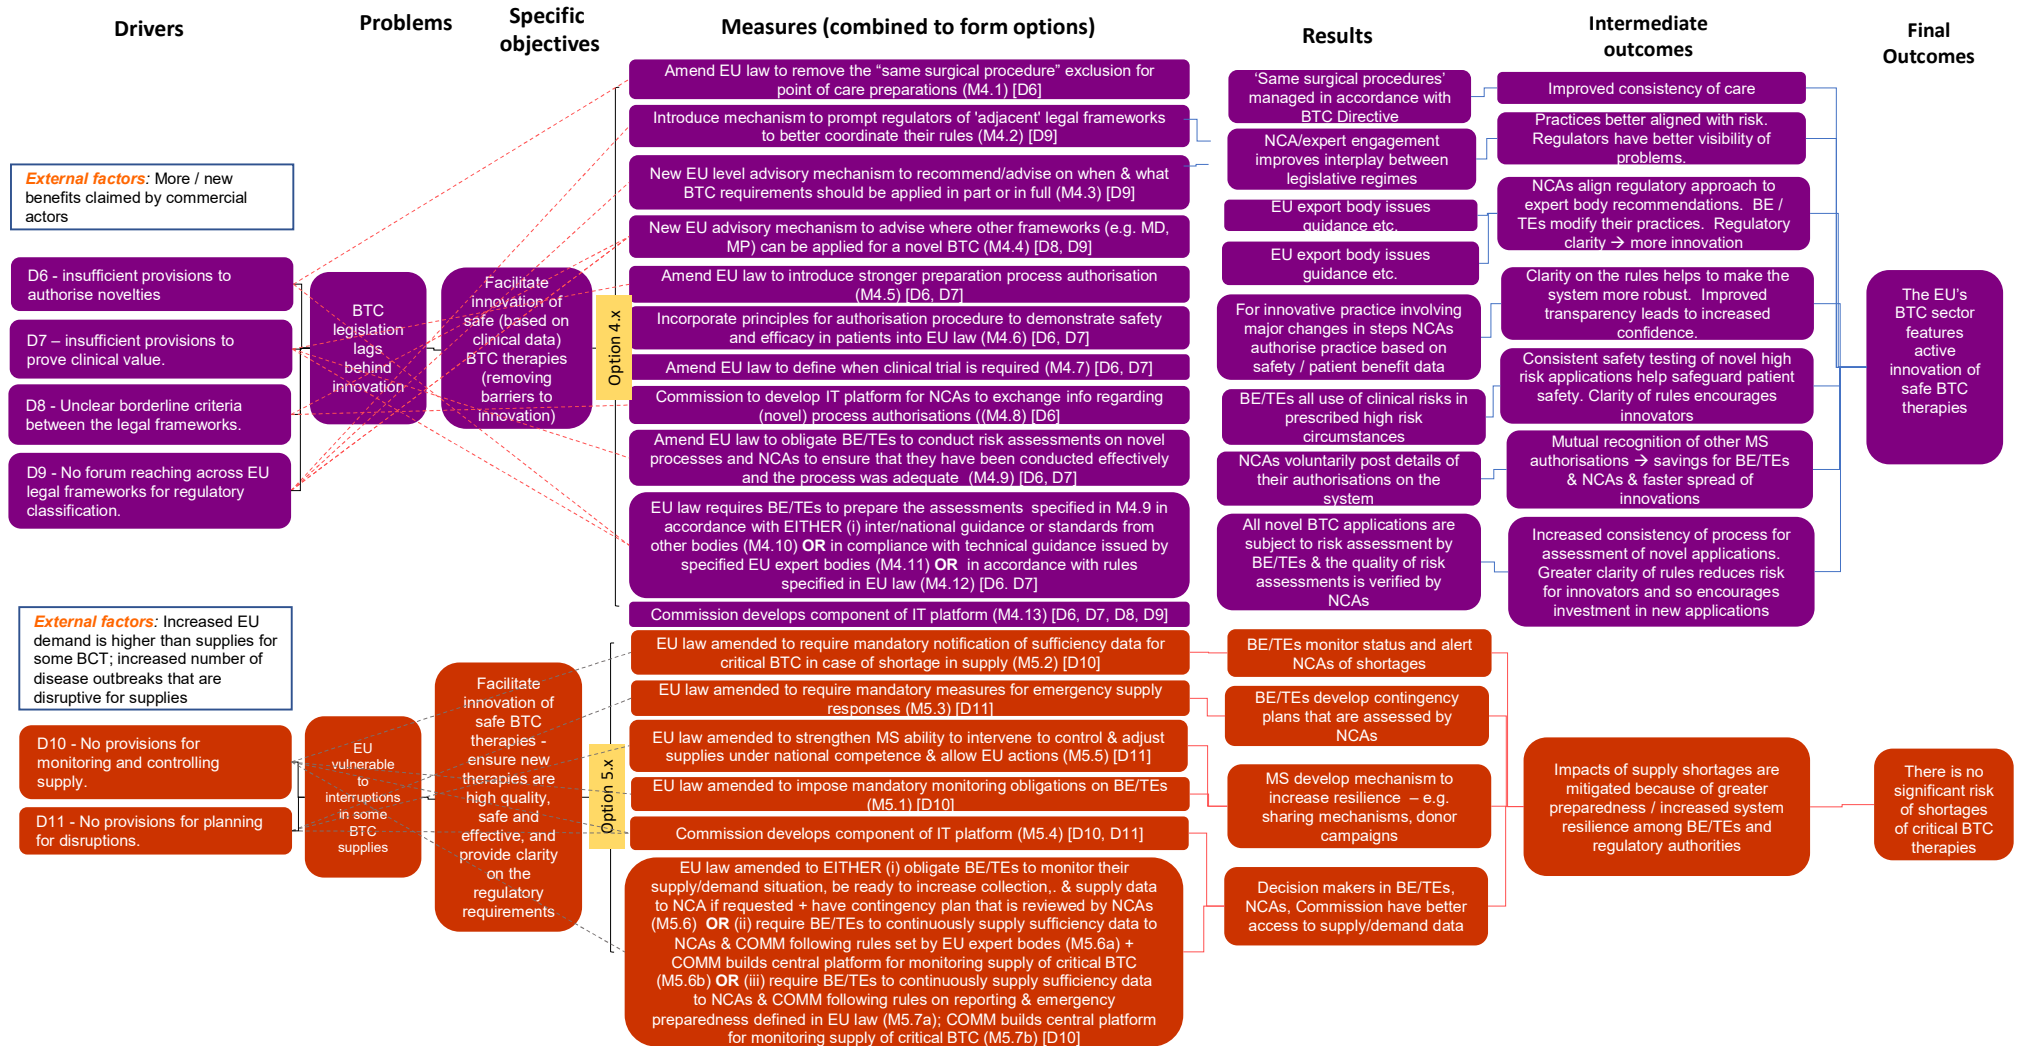 Drivers
Problems
Specific
objectives
Measures (combined to form options)
Results
Intermediate
outcomes
Final
Outcomes
External factors: More / new
benefits claimed by commercial
actors
D6 - insufficient provisions to
authorise novelties
D7 – insufficient provisions to
prove clinical value.
D8 - Unclear borderline criteria
between the legal frameworks.
D9 - No forum reaching across EU
legal frameworks for regulatory
classification.
BTC
legislation
lags
behind
innovation
Facilitate
innovation of
safe (based on
clinical data)
BTC therapies
(removing
barriers to
innovation)
Option 4.x
Amend EU law to remove the “same surgical procedure” exclusion for
point of care preparations (M4.1) [D6]
Introduce mechanism to prompt regulators of 'adjacent' legal frameworks
to better coordinate their rules (M4.2) [D9]
New EU level advisory mechanism to recommend/advise on when & what
BTC requirements should be applied in part or in full (M4.3) [D9]
New EU advisory mechanism to advise where other frameworks (e.g. MD,
MP) can be applied for a novel BTC (M4.4) [D8, D9]
Amend EU law to introduce stronger preparation process authorisation
(M4.5) [D6, D7]
Incorporate principles for authorisation procedure to demonstrate safety
and efficacy in patients into EU law (M4.6) [D6, D7]
Amend EU law to define when clinical trial is required (M4.7) [D6, D7]
Commission to develop IT platform for NCAs to exchange info regarding
(novel) process authorisations ((M4.8) [D6]
Amend EU law to obligate BE/TEs to conduct risk assessments on novel
processes and NCAs to ensure that they have been conducted effectively
and the process was adequate (M4.9) [D6, D7]
EU law requires BE/TEs to prepare the assessments specified in M4.9 in
accordance with EITHER (i) inter/national guidance or standards from
other bodies (M4.10) OR in compliance with technical guidance issued by
specified EU expert bodies (M4.11) OR in accordance with rules
specified in EU law (M4.12) [D6. D7]
Commission develops component of IT platform (M4.13) [D6, D7, D8, D9]
‘Same surgical procedures’
managed in accordance with
BTC Directive
NCA/expert engagement
improves interplay between
legislative regimes
EU export body issues
guidance etc.
EU export body issues
guidance etc.
For innovative practice involving
major changes in steps NCAs
authorise practice based on
safety / patient benefit data
BE/TEs all use of clinical risks in
prescribed high risk
circumstances
NCAs voluntarily post details of
their authorisations on the
system
All novel BTC applications are
subject to risk assessment by
BE/TEs & the quality of risk
assessments is verified by
NCAs
Improved consistency of care
Practices better aligned with risk.
Regulators have better visibility of
problems.
NCAs align regulatory approach to
expert body recommendations. BE /
TEs modify their practices. Regulatory
clarity → more innovation
Clarity on the rules helps to make the
system more robust. Improved
transparency leads to increased
confidence.
Consistent safety testing of novel high
risk applications help safeguard patient
safety. Clarity of rules encourages
innovators
Mutual recognition of other MS
authorisations → savings for BE/TEs
& NCAs & faster spread of
innovations
Increased consistency of process for
assessment of novel applications.
Greater clarity of rules reduces risk
for innovators and so encourages
investment in new applications
The EU’s
BTC sector
features
active
innovation of
safe BTC
therapies
External factors: Increased EU
demand is higher than supplies for
some BCT; increased number of
disease outbreaks that are
disruptive for supplies
D10 - No provisions for
monitoring and controlling
supply.
D11 - No provisions for planning
for disruptions.
EU
vulnerable
to
interruptions
in some
BTC
supplies
Facilitate
innovation of
safe BTC
therapies -
ensure new
therapies are
high quality,
safe and
effective, and
provide clarity
on the
regulatory
requirements
Option 5.x
EU law amended to require mandatory notification of sufficiency data for
critical BTC in case of shortage in supply (M5.2) [D10]
EU law amended to require mandatory measures for emergency supply
responses (M5.3) [D11]
EU law amended to strengthen MS ability to intervene to control & adjust
supplies under national competence & allow EU actions (M5.5) [D11]
EU law amended to impose mandatory monitoring obligations on BE/TEs
(M5.1) [D10]
Commission develops component of IT platform (M5.4) [D10, D11]
EU law amended to EITHER (i) obligate BE/TEs to monitor their
supply/demand situation, be ready to increase collection,. & supply data
to NCA if requested + have contingency plan that is reviewed by NCAs
(M5.6) OR (ii) require BE/TEs to continuously supply sufficiency data to
NCAs & COMM following rules set by EU expert bodes (M5.6a) +
COMM builds central platform for monitoring supply of critical BTC
(M5.6b) OR (iii) require BE/TEs to continuously supply sufficiency data
to NCAs & COMM following rules on reporting & emergency
preparedness defined in EU law (M5.7a); COMM builds central platform
for monitoring supply of critical BTC (M5.7b) [D10]
BE/TEs monitor status and alert
NCAs of shortages
BE/TEs develop contingency
plans that are assessed by
NCAs
MS develop mechanism to
increase resilience – e.g.
sharing mechanisms, donor
campaigns
Decision makers in BE/TEs,
NCAs, Commission have better
access to supply/demand data
Impacts of supply shortages are
mitigated because of greater
preparedness / increased system
resilience among BE/TEs and
regulatory authorities
There is no
significant risk
of shortages
of critical BTC
therapies